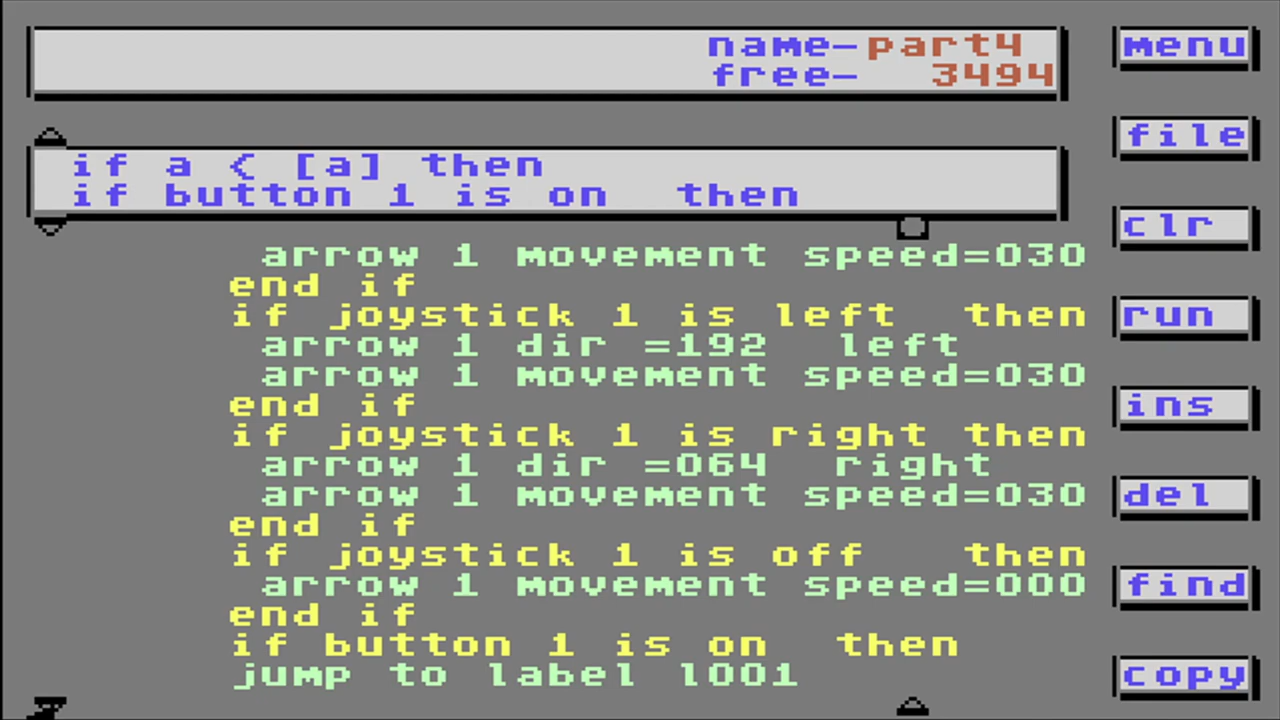 name-part4
free- 3494
menu
file
if a < [a] then
if button 1 is on then
clr
run
ins
del
find
copy
arrow 1 movement speed=030
end if
if joystick 1 is left then
arrow 1 dir =192 left
arrow 1 movement speed=030
end if
if joystick 1 is right then
arrow 1 dir =064 right
arrow 1 movement speed=030
end if
if joystick 1 is off then
arrow 1 movement speed=000
end if
if button 1 is on then
jump to label l001